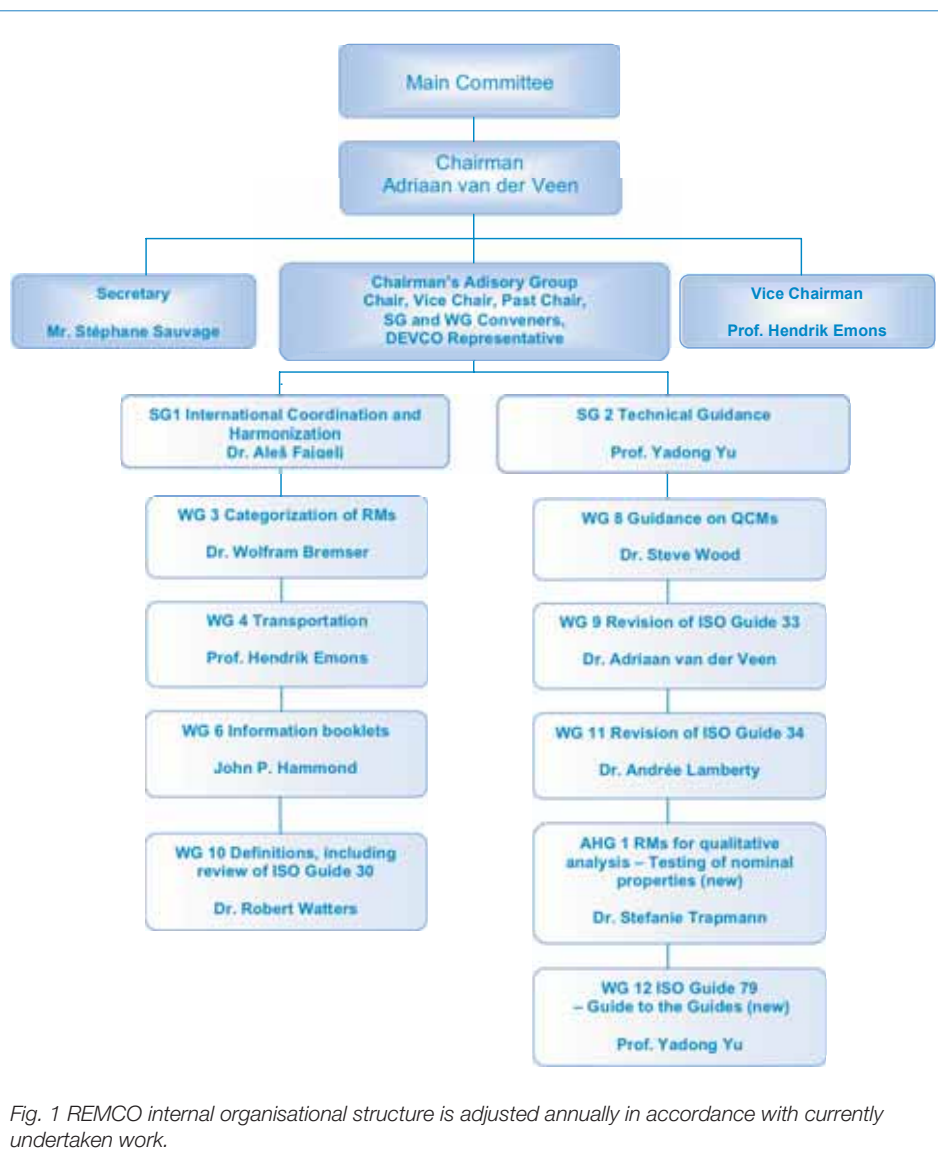 Main Committee
Chairman
Adriaan van der Veen
Secretary
Mr. Stéphane Sauvage
Chairman's Adisory Group
Chair, Vice Chair, Past Chair,
SG and WG Conveners,
DEVCO Representative
Vice Chairman
Prof. Hendrik Emons
SG1 International Coordination and
Harmonization
Dr. Aleš Fajgelj
WG 3 Categorization of RMs
Dr. Wolfram Bremser
WG 4 Transportation
Prof. Hendrik Emons
WG 6 Information booklets
John P. Hammond
WG 10 Definitions, including
review of ISO Guide 30
Dr. Robert Watters
SG 2 Technical Guidance
Prof. Yadong Yu
WG 8 Guidance on QCMs
Dr. Steve Wood
WG 9 Revision of ISO Guide 33
Dr. Adriaan van der Veen
WG 11 Revision of ISO Guide 34
Dr. Andrée Lamberty
AHG 1 RMs for qualitative
analysis – Testing of nominal
properties (new)
Dr. Stefanie Trapmann
WG 12 ISO Guide 79
– Guide to the Guides (new)
Prof. Yadong Yu
Fig. 1 REMCO internal organisational structure is adjusted annually in accordance with currently
undertaken work.